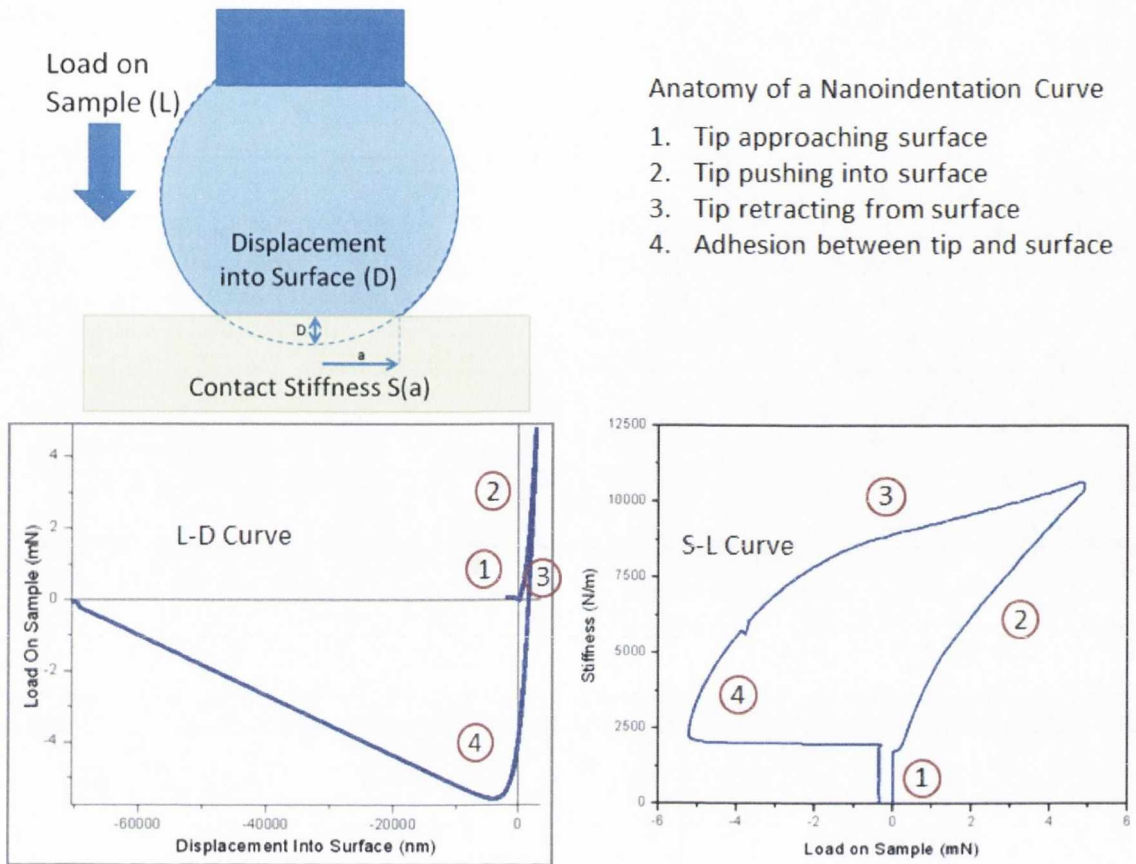 Load on
Sample (L)
Displacement
into Surface (D)
D
a
Contact Stiffness S(a)
Anatomy of a Nanoindentation Curve
1. Tip approaching surface
2. Tip pushing into surface
3. Tip retracting from surface
4. Adhesion between tip and surface
Load On Sample (mN)
4
2
0
-2
-4
L-D Curve
2
1
3
4
-60000 -40000 -20000 0
Displacement Into Surface (nm)
Stiffness (N/m)
12500
10000
7500
5000
2500
0
S-L Curve
3
2
4
1
-6 -4 -2 0 2 4 6
Load on Sample (mN)